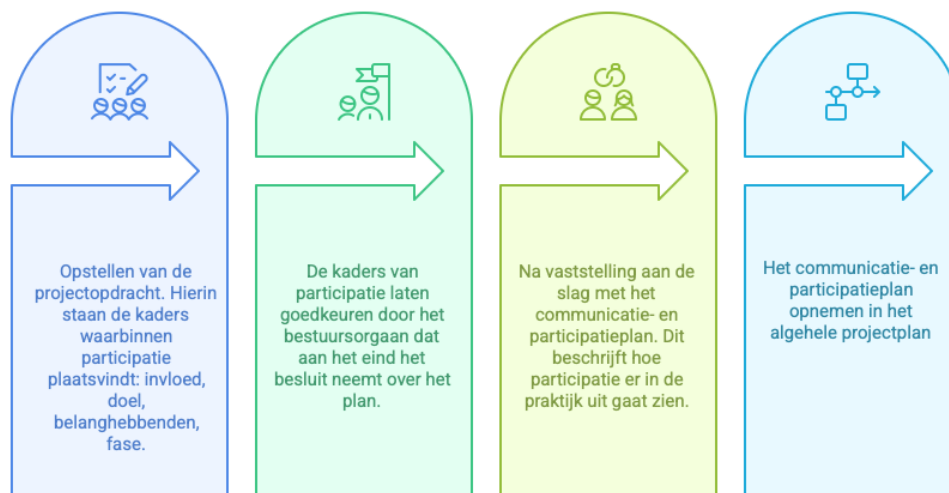 Opstellen van de
projectopdracht. Hierin
staan de kaders
waarbinnen
participatie
plaatsvindt: invloed,
doel,
belanghebbenden,
fase.
De kaders van
participatie laten
goedkeuren door het
bestuursorgaan dat
aan het eind het
besluit neemt over het
plan.
Na vaststelling aan de
slag met het
communicatie- en
participatieplan. Dit
beschrijft hoe
participatie er in de
praktijk uit gaat zien.
Het communicatie- en
participatieplan
opnemen in het
algehele projectplan